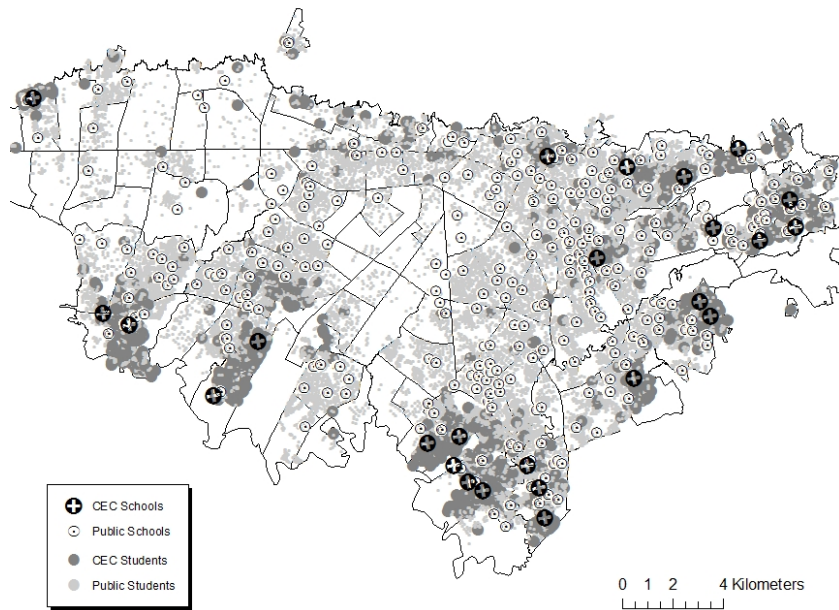 CEC Schools
Public Schools
CEC Students
Public Students
0 1 2 4 Kilometers